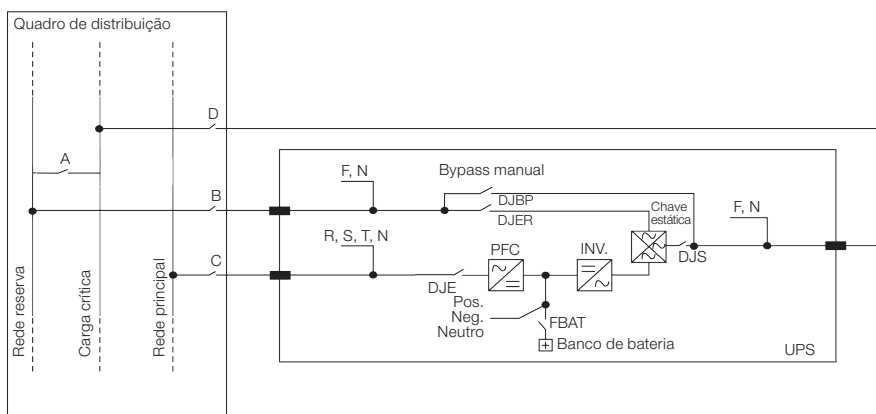 Quadro de distribuição
D
A
F, N
Bypass manual
B
DJBP
DJER
Chave
estática
F, N
R, S, T, N
C
PFC
INV.
DJS
DJE
Pos.
Neg.
Neutro
FBAT
Banco de bateria
UPS
Rede reserva
Carga crítica
Rede principal